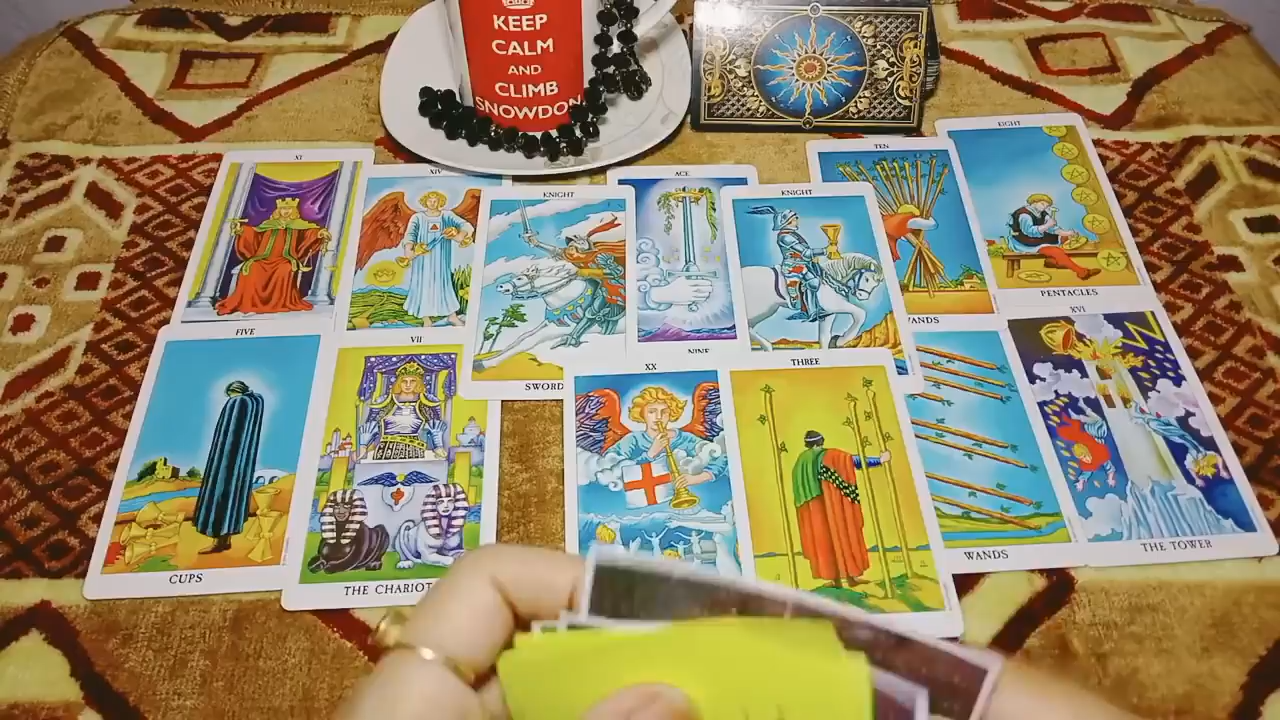 KEEP
CALM
AND
CLIMB
SNOWDON
XI
XIV
KNIGHT
SWORD
ACE
KNIGHT
TEN
WANDS
EIGHT
PENTACLES
FIVE
CUPS
VII
THE CHARIOT
NINE
XX
THREE
WANDS
XVI
THE TOWER